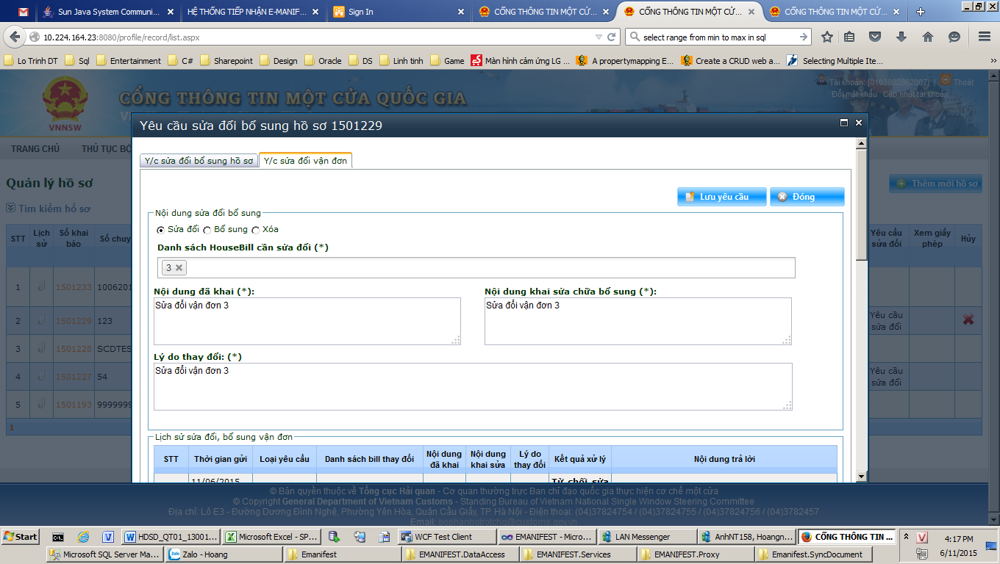 Sun Java System Communi...
HỆ THỐNG TIẾP NHẬN E-MANIF...
Sign In
CỔNG THÔNG TIN MỘT CỬ...
CỔNG THÔNG TIN MỘT CỬ...
CỔNG THÔNG TIN MỘT CỬ...
10.224.164.23:8080/profile/record/list.aspx
select range from min to max in sql
Lo Trinh DT Sql Entertainment C# Sharepoint Design Oracle DS Linh tinh Game Màn hình cảm ứng LG ... A propertymapping E... Create a CRUD web a... Selecting Multiple Ite...
CỔNG THÔNG TIN MỘT CỬA QUỐC GIA
VNNSW
Tài khoản: [0103982662007] | Thoát
Đổi mật khẩu Cập nhật tài khoản
TRANG CHỦ THỦ TỤC BỘ
Quản lý hồ sơ
Thêm mới hồ sơ
Tìm kiếm hồ sơ
STT Lịch sử Số khai báo Số chuy Yêu cầu sửa đổi Xem giấy phép Hủy
1 1501233 1006201
2 1501229 123 Yêu cầu sửa đổi
3 1501228 SCDTES
4 1501227 54 Yêu cầu sửa đổi
5 1501193 9999999
1
Yêu cầu sửa đổi bổ sung hồ sơ 1501229
Y/c sửa đổi bổ sung hồ sơ Y/c sửa đổi vận đơn
Lưu yêu cầu Đóng
Nội dung sửa đổi bổ sung
Sửa đổi Bổ sung Xóa
Danh sách HouseBill cần sửa đổi (*)
3
Nội dung đã khai (*): Nội dung khai sửa chữa bổ sung (*):
Sửa đổi vận đơn 3 Sửa đổi vận đơn 3
Lý do thay đổi: (*)
Sửa đổi vận đơn 3
Lịch sử sửa đổi, bổ sung vận đơn
STT Thời gian gửi Loại yêu cầu Danh sách bill thay đổi Nội dung đã khai Nội dung khai sửa Lý do thay đổi Kết quả xử lý Nội dung trả lời
11/06/2015 Từ chối sửa
© Bản quyền thuộc về Tổng cục Hải quan - Cơ quan thường trực Ban chỉ đạo quốc gia thực hiện cơ chế một cửa
© Copyright General Department of Vietnam Customs - Standing Bureau of Vietnam National Single Window Steering Committee
Địa chỉ: Lô E3 - Đường Dương Đình Nghệ, Phường Yên Hòa, Quận Cầu Giấy, TP. Hà Nội - Điện thoại: (04)37824754 / (04)37824755 / (04)37824756 / (04)3782457
Email: bophanhotrotchq@customs.gov.vn
Start HDSD_QT01_13001... Microsoft Excel - SP... WCF Test Client EMANIFEST - Micro... LAN Messenger AnhNT158, Hoangn... CỔNG THÔNG TIN ... 4:17 PM
Microsoft SQL Server Ma... Zalo - Hoang Emanifest EMANIFEST.DataAccess EMANIFEST.Services EMANIFEST.Proxy Emanifest.SyncDocument 6/11/2015